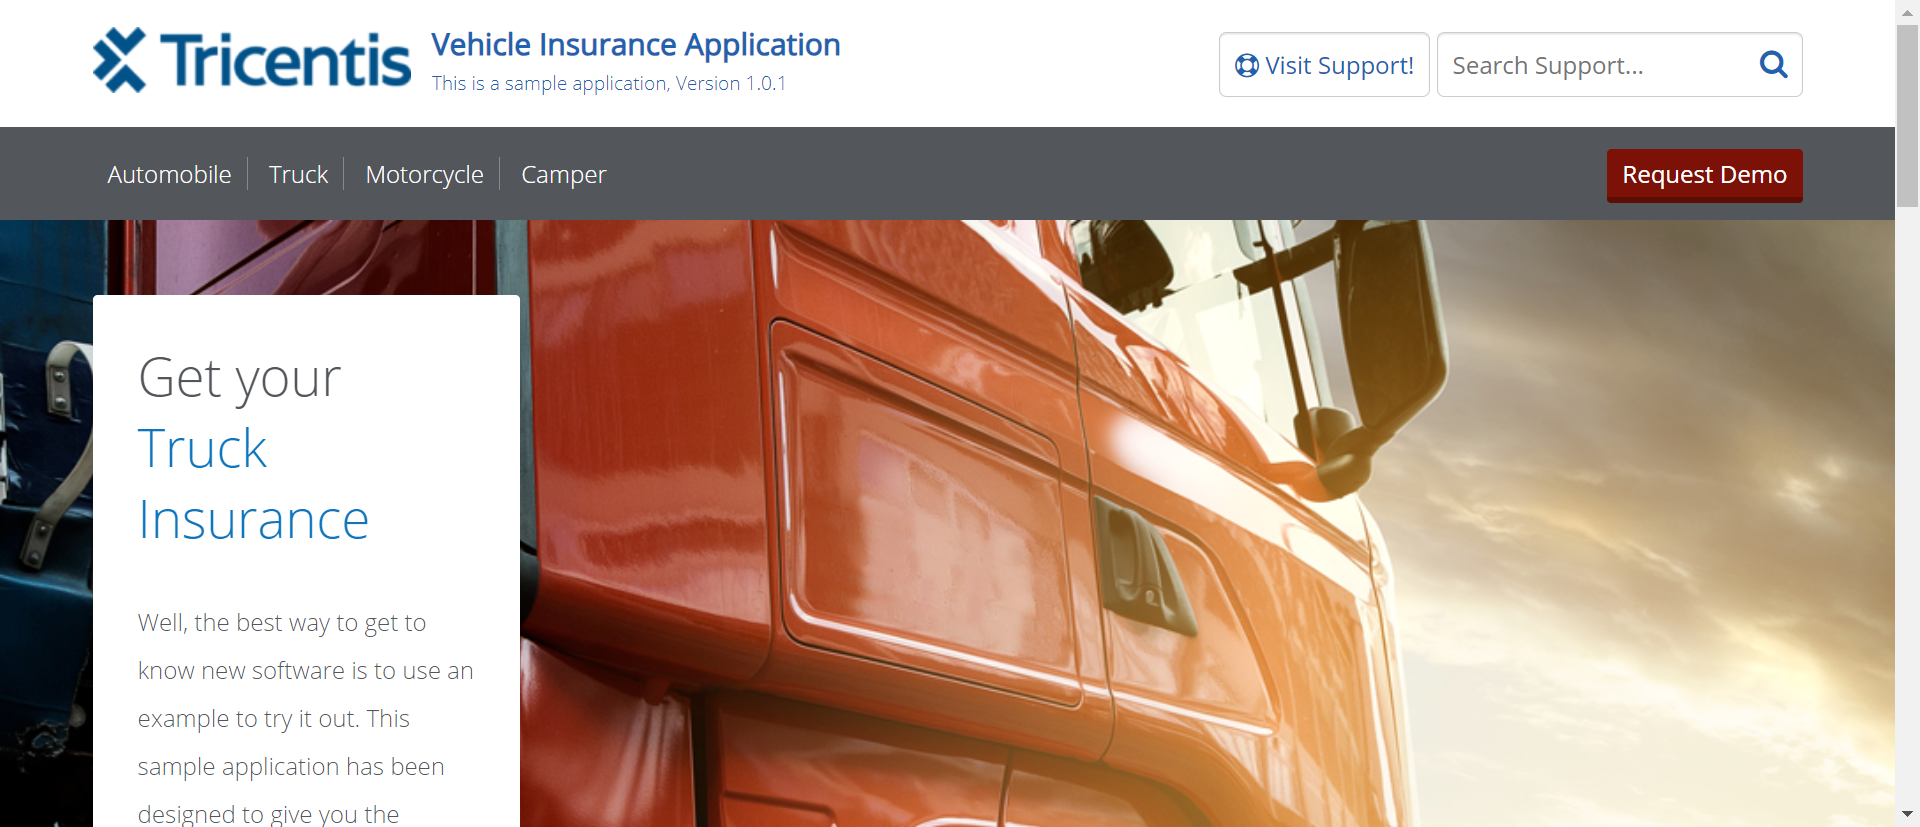 Tricentis
Vehicle Insurance Application
This is a sample application, Version 1.0.1
Visit Support!
Search Support...
Automobile
Truck
Motorcycle
Camper
Request Demo
Get your
Truck
Insurance
Well, the best way to get to
know new software is to use an
example to try it out. This
sample application has been
designed to give you the